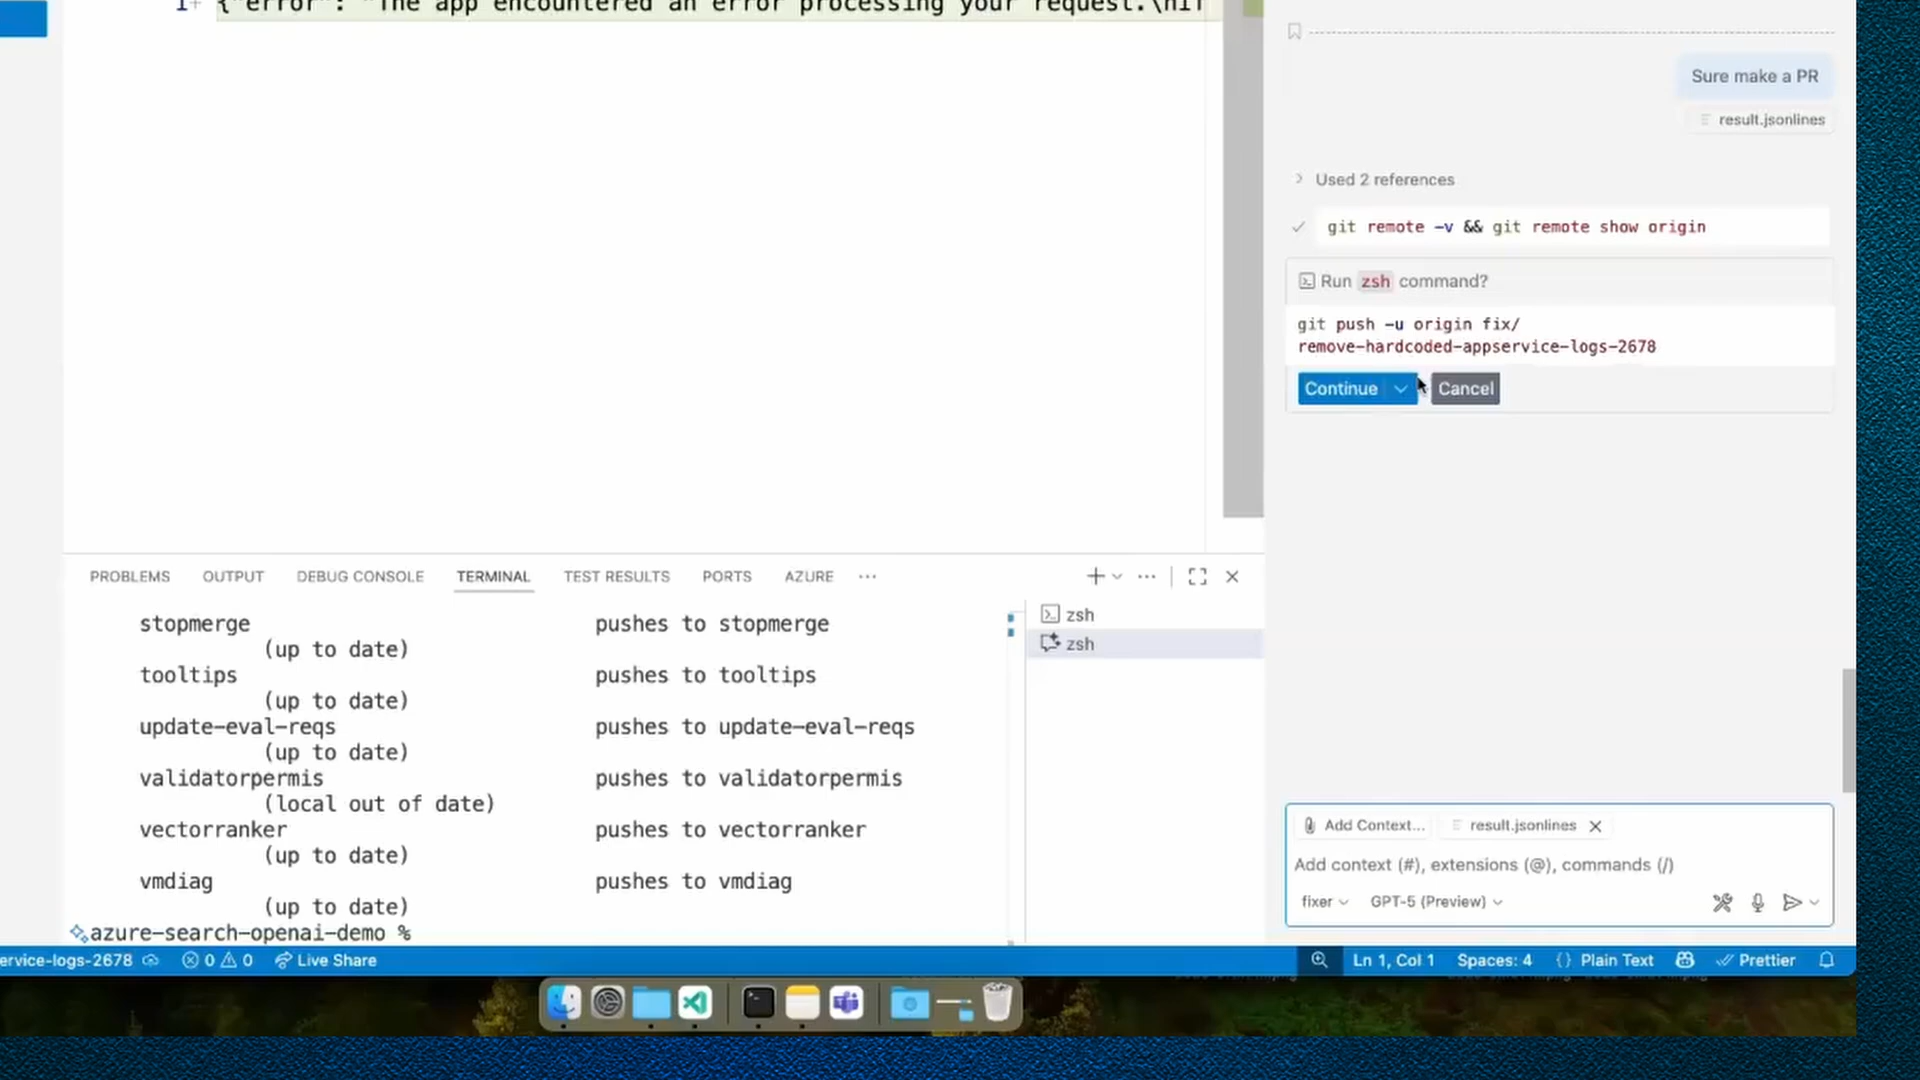 1+ {"error": "The app encountered an error processing your request.\nIf
Sure make a PR
result.jsonlines
Used 2 references
git remote -v && git remote show origin
Run zsh command?
git push -u origin fix/
remove-hardcoded-appservice-logs-2678
Continue
Cancel
PROBLEMS OUTPUT DEBUG CONSOLE TERMINAL TEST RESULTS PORTS AZURE ...
stopmerge pushes to stopmerge
(up to date)
tooltips pushes to tooltips
(up to date)
update-eval-reqs pushes to update-eval-reqs
(up to date)
validatorpermis pushes to validatorpermis
(local out of date)
vectorranker pushes to vectorranker
(up to date)
vmdiag pushes to vmdiag
(up to date)
azure-search-openai-demo %
zsh
zsh
Add Context... result.jsonlines
Add context (#), extensions (@), commands (/)
fixer GPT-5 (Preview)
ervice-logs-2678 0 0 Live Share Ln 1, Col 1 Spaces: 4 {} Plain Text Prettier